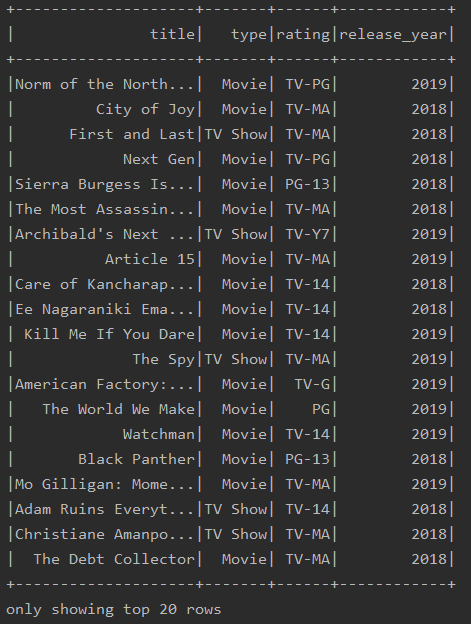 +--------------------+-------+------+------------+
|               title|   type|rating|release_year|
+--------------------+-------+------+------------+
|Norm of the North...|  Movie| TV-PG|        2019|
|         City of Joy|  Movie| TV-MA|        2018|
|      First and Last|TV Show| TV-MA|        2018|
|            Next Gen|  Movie| TV-PG|        2018|
|Sierra Burgess Is...|  Movie| PG-13|        2018|
|The Most Assassin...|  Movie| TV-MA|        2018|
|Archibald's Next ...|TV Show| TV-Y7|        2019|
|          Article 15|  Movie| TV-MA|        2019|
|Care of Kancharap...|  Movie| TV-14|        2018|
|Ee Nagaraniki Ema...|  Movie| TV-14|        2018|
| Kill Me If You Dare|  Movie| TV-14|        2019|
|             The Spy|TV Show| TV-MA|        2019|
|American Factory:...|  Movie|  TV-G|        2019|
|   The World We Make|  Movie|    PG|        2019|
|            Watchman|  Movie| TV-14|        2019|
|       Black Panther|  Movie| PG-13|        2018|
|Mo Gilligan: Mome...|  Movie| TV-MA|        2019|
|Adam Ruins Everyt...|TV Show| TV-14|        2018|
|Christiane Amanpo...|TV Show| TV-MA|        2018|
|  The Debt Collector|  Movie| TV-MA|        2018|
+--------------------+-------+------+------------+
only showing top 20 rows